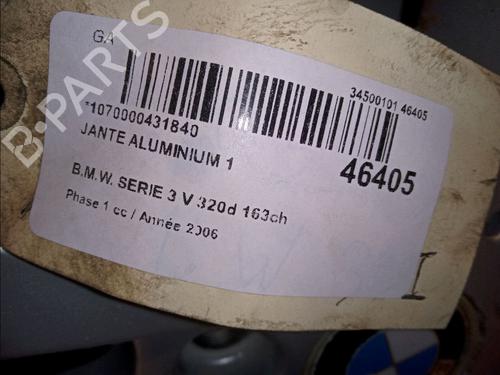 GA
34500101 46405
*1070000431840
JANTE ALUMINIUM 1
46405
B.M.W. SERIE 3 V 320d 163ch
Phase 1 cc / Année 2006
I
B-PARTS